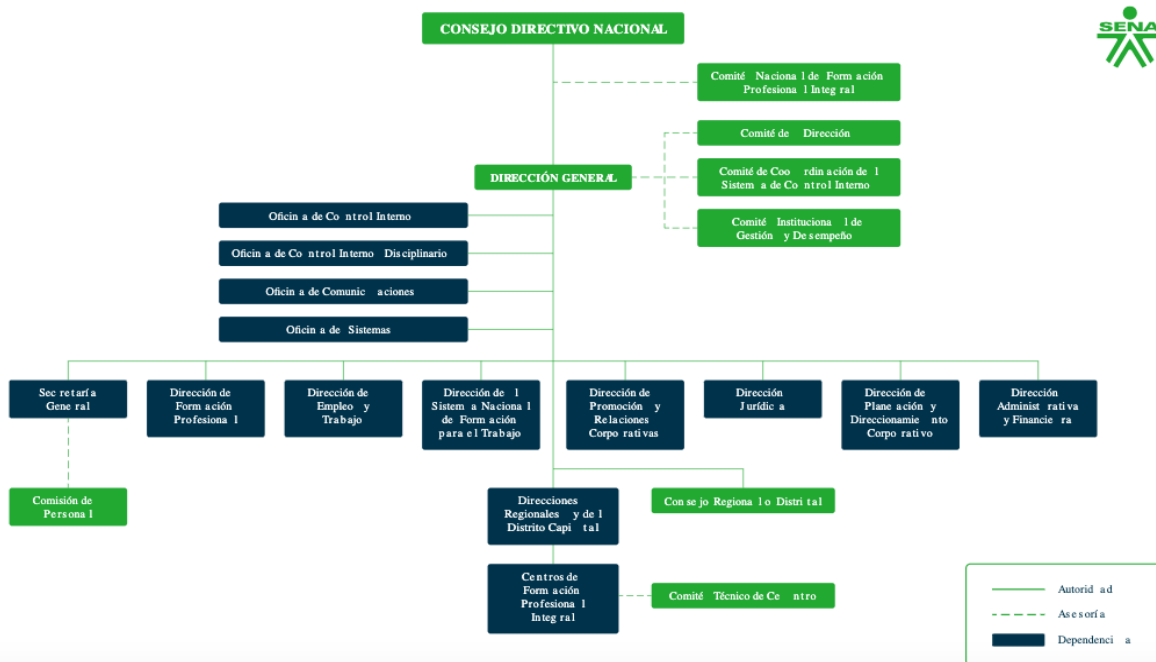 CONSEJO DIRECTIVO NACIONAL
SENA
Comité Nacional de Formación
Profesional Integral
Comité de Dirección
DIRECCIÓN GENERAL
Comité de Coordinación del
Sistema de Control Interno
Comité Institucional de
Gestión y Desempeño
Oficina de Control Interno
Oficina de Control Interno Disciplinario
Oficina de Comunicaciones
Oficina de Sistemas
Secretaría
General
Dirección de
Formación
Profesional
Dirección de
Empleo y
Trabajo
Dirección del
Sistema Nacional
de Formación
para el Trabajo
Dirección de
Promoción y
Relaciones
Corporativas
Dirección
Jurídica
Dirección de
Planeación y
Direccionamiento
Corporativo
Dirección
Administrativa
y Financiera
Comisión de
Personal
Direcciones
Regionales y del
Distrito Capital
Consejo Regional o Distrital
Centros de
Formación
Profesional
Integral
Comité Técnico de Centro
Autoridad
Asesoría
Dependencia